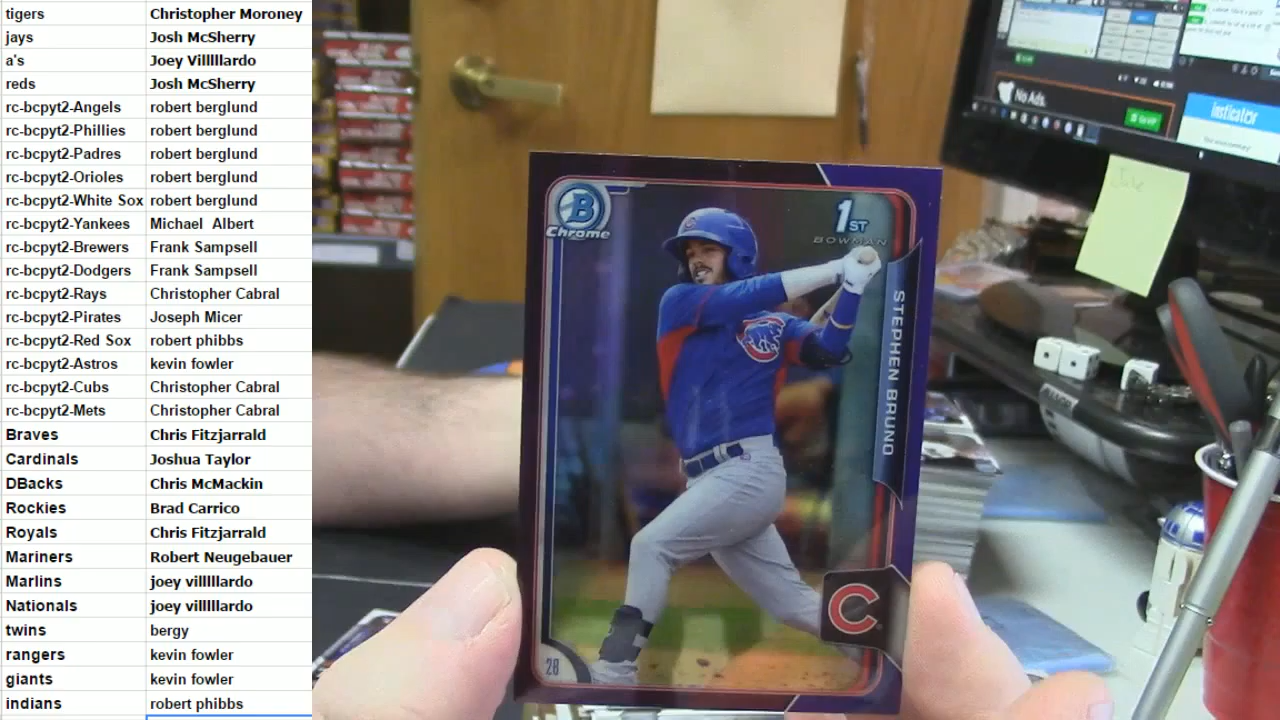 tigers Christopher Moroney
jays Josh McSherry
a's Joey Villlllardo
reds Josh McSherry
rc-bcpyt2-Angels robert berglund
rc-bcpyt2-Phillies robert berglund
rc-bcpyt2-Padres robert berglund
rc-bcpyt2-Orioles robert berglund
rc-bcpyt2-White Sox robert berglund
rc-bcpyt2-Yankees Michael Albert
rc-bcpyt2-Brewers Frank Sampsell
rc-bcpyt2-Dodgers Frank Sampsell
rc-bcpyt2-Rays Christopher Cabral
rc-bcpyt2-Pirates Joseph Micer
rc-bcpyt2-Red Sox robert phibbs
rc-bcpyt2-Astros kevin fowler
rc-bcpyt2-Cubs Christopher Cabral
rc-bcpyt2-Mets Christopher Cabral
Braves Chris Fitzjarrald
Cardinals Joshua Taylor
DBacks Chris McMackin
Rockies Brad Carrico
Royals Chris Fitzjarrald
Mariners Robert Neugebauer
Marlins joey villlllardo
Nationals joey villlllardo
twins bergy
rangers kevin fowler
giants kevin fowler
indians robert phibbs
B
Chrome
1ST
BOWMAN
STEPHEN BRUNO
C
28
No Ads.
insticator